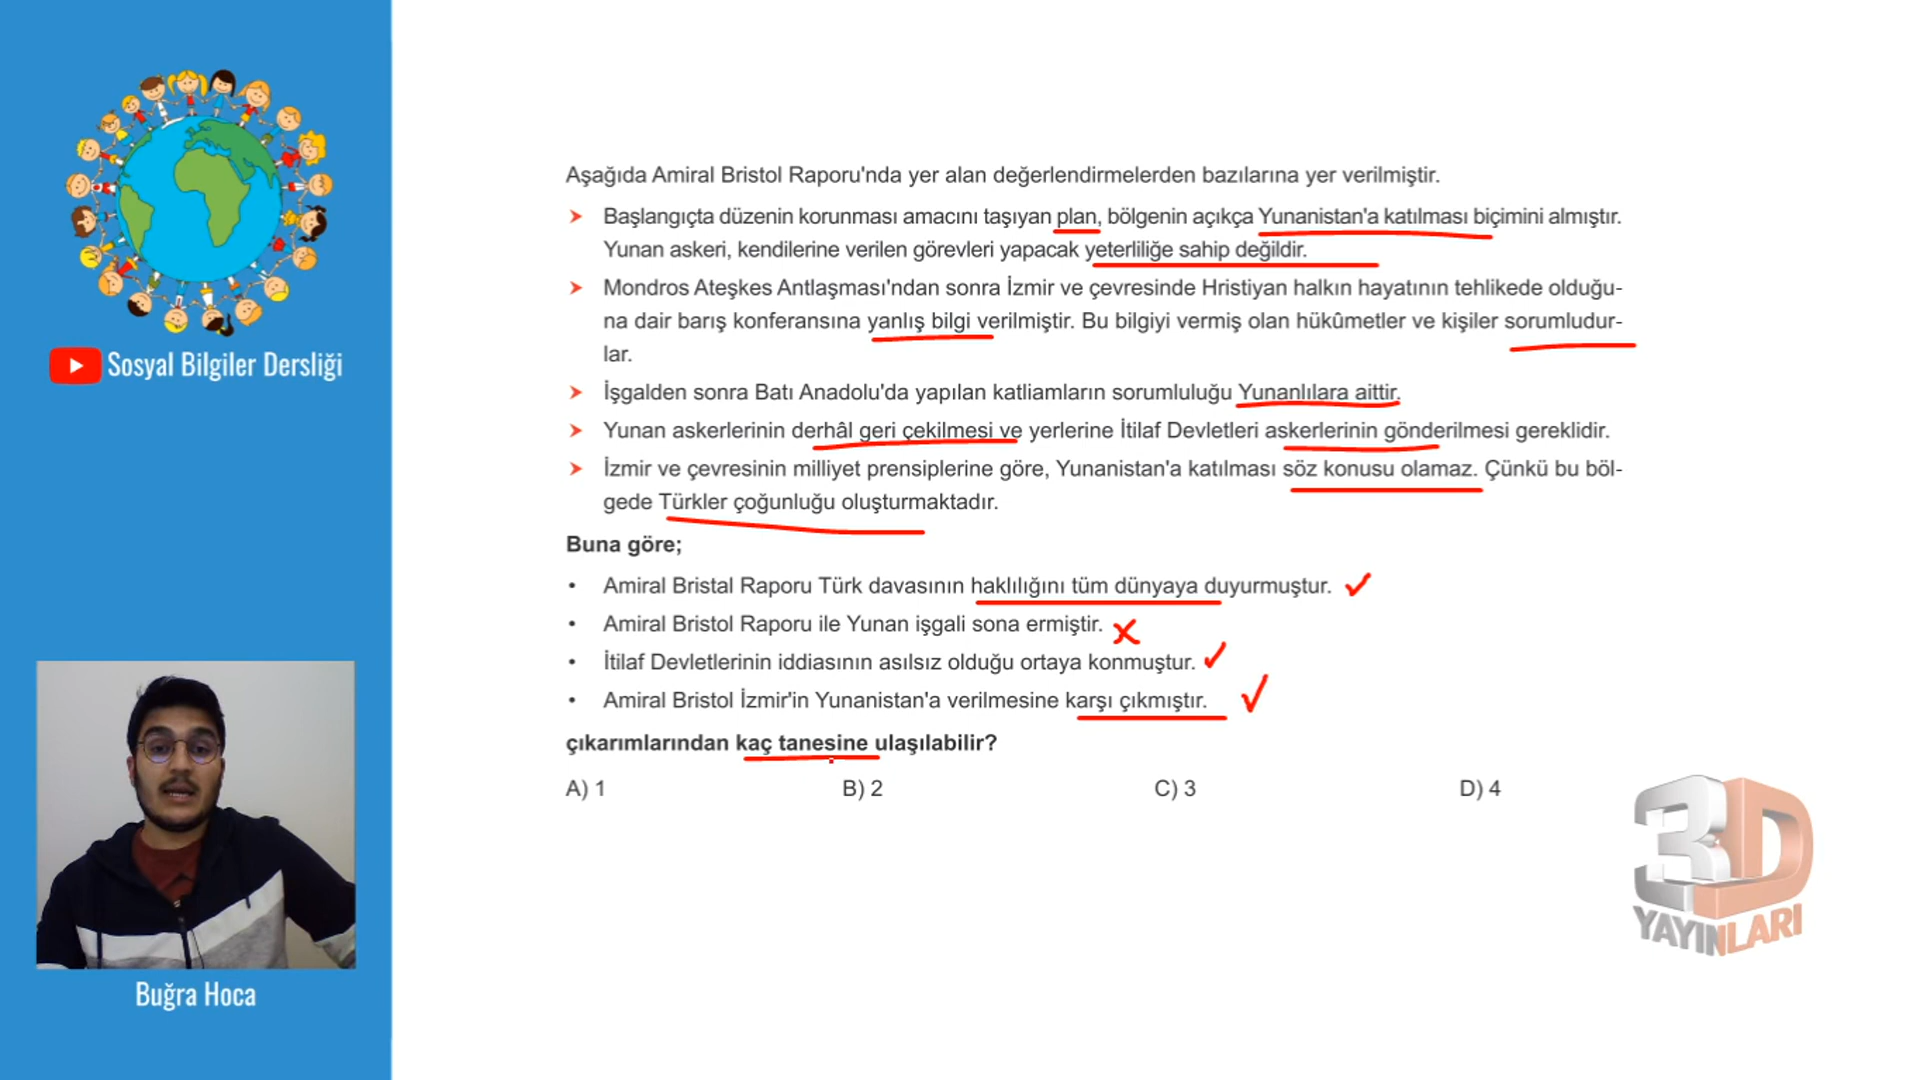 Sosyal Bilgiler Dersliği
Buğra Hoca
Aşağıda Amiral Bristol Raporu'nda yer alan değerlendirmelerden bazılarına yer verilmiştir.
➤ Başlangıçta düzenin korunması amacını taşıyan plan, bölgenin açıkça Yunanistan'a katılması biçimini almıştır.
Yunan askeri, kendilerine verilen görevleri yapacak yeterliliğe sahip değildir.
➤ Mondros Ateşkes Antlaşması'ndan sonra İzmir ve çevresinde Hristiyan halkın hayatının tehlikede olduğu-
na dair barış konferansına yanlış bilgi verilmiştir. Bu bilgiyi vermiş olan hükûmetler ve kişiler sorumludur-
lar.
➤ İşgalden sonra Batı Anadolu'da yapılan katliamların sorumluluğu Yunanlılara aittir.
➤ Yunan askerlerinin derhâl geri çekilmesi ve yerlerine İtilaf Devletleri askerlerinin gönderilmesi gereklidir.
➤ İzmir ve çevresinin milliyet prensiplerine göre, Yunanistan'a katılması söz konusu olamaz. Çünkü bu böl-
gede Türkler çoğunluğu oluşturmaktadır.
Buna göre;
• Amiral Bristal Raporu Türk davasının haklılığını tüm dünyaya duyurmuştur.
• Amiral Bristol Raporu ile Yunan işgali sona ermiştir.
• İtilaf Devletlerinin iddiasının asılsız olduğu ortaya konmuştur.
• Amiral Bristol İzmir'in Yunanistan'a verilmesine karşı çıkmıştır.
çıkarımlarından kaç tanesine ulaşılabilir?
A) 1 B) 2 C) 3 D) 4
3D
YAYINLARI